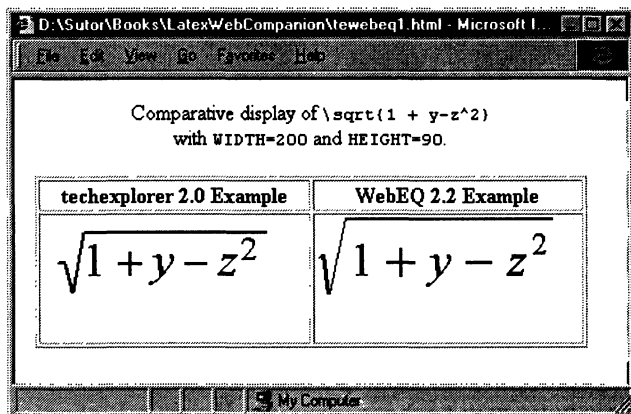 D:\Sutor\Books\LatexWebCompanion\tewebeq1.html - Microsoft I...
File Edit View Go Favorites Help
Comparative display of \sqrt{1 + y-z^2}
with WIDTH=200 and HEIGHT=90.
techexplorer 2.0 Example WebEQ 2.2 Example
√1 + y − z² √1 + y − z²
My Computer